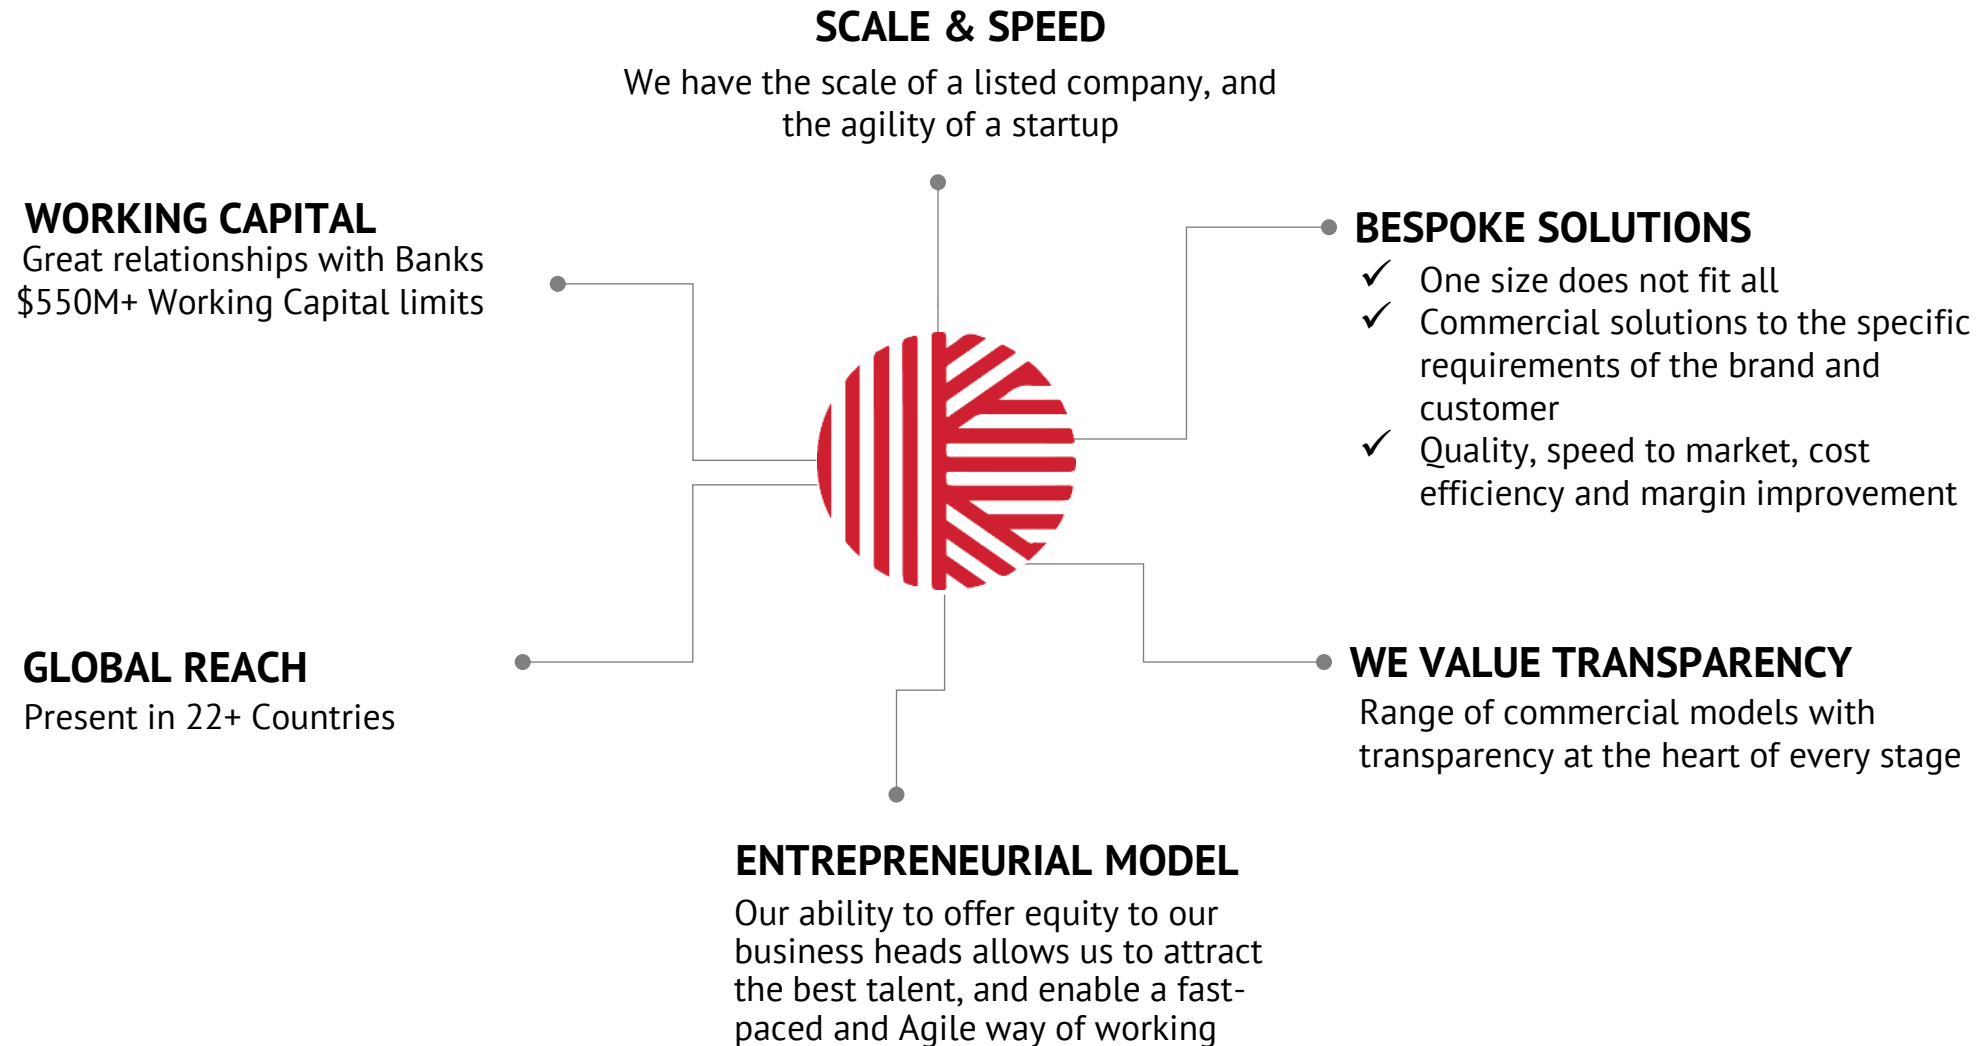 SCALE & SPEED
We have the scale of a listed company, and
the agility of a startup
WORKING CAPITAL
Great relationships with Banks
$550M+ Working Capital limits
BESPOKE SOLUTIONS
✓ One size does not fit all
✓ Commercial solutions to the specific
requirements of the brand and
customer
✓ Quality, speed to market, cost
efficiency and margin improvement
GLOBAL REACH
Present in 22+ Countries
WE VALUE TRANSPARENCY
Range of commercial models with
transparency at the heart of every stage
ENTREPRENEURIAL MODEL
Our ability to offer equity to our
business heads allows us to attract
the best talent, and enable a fast-
paced and Agile way of working